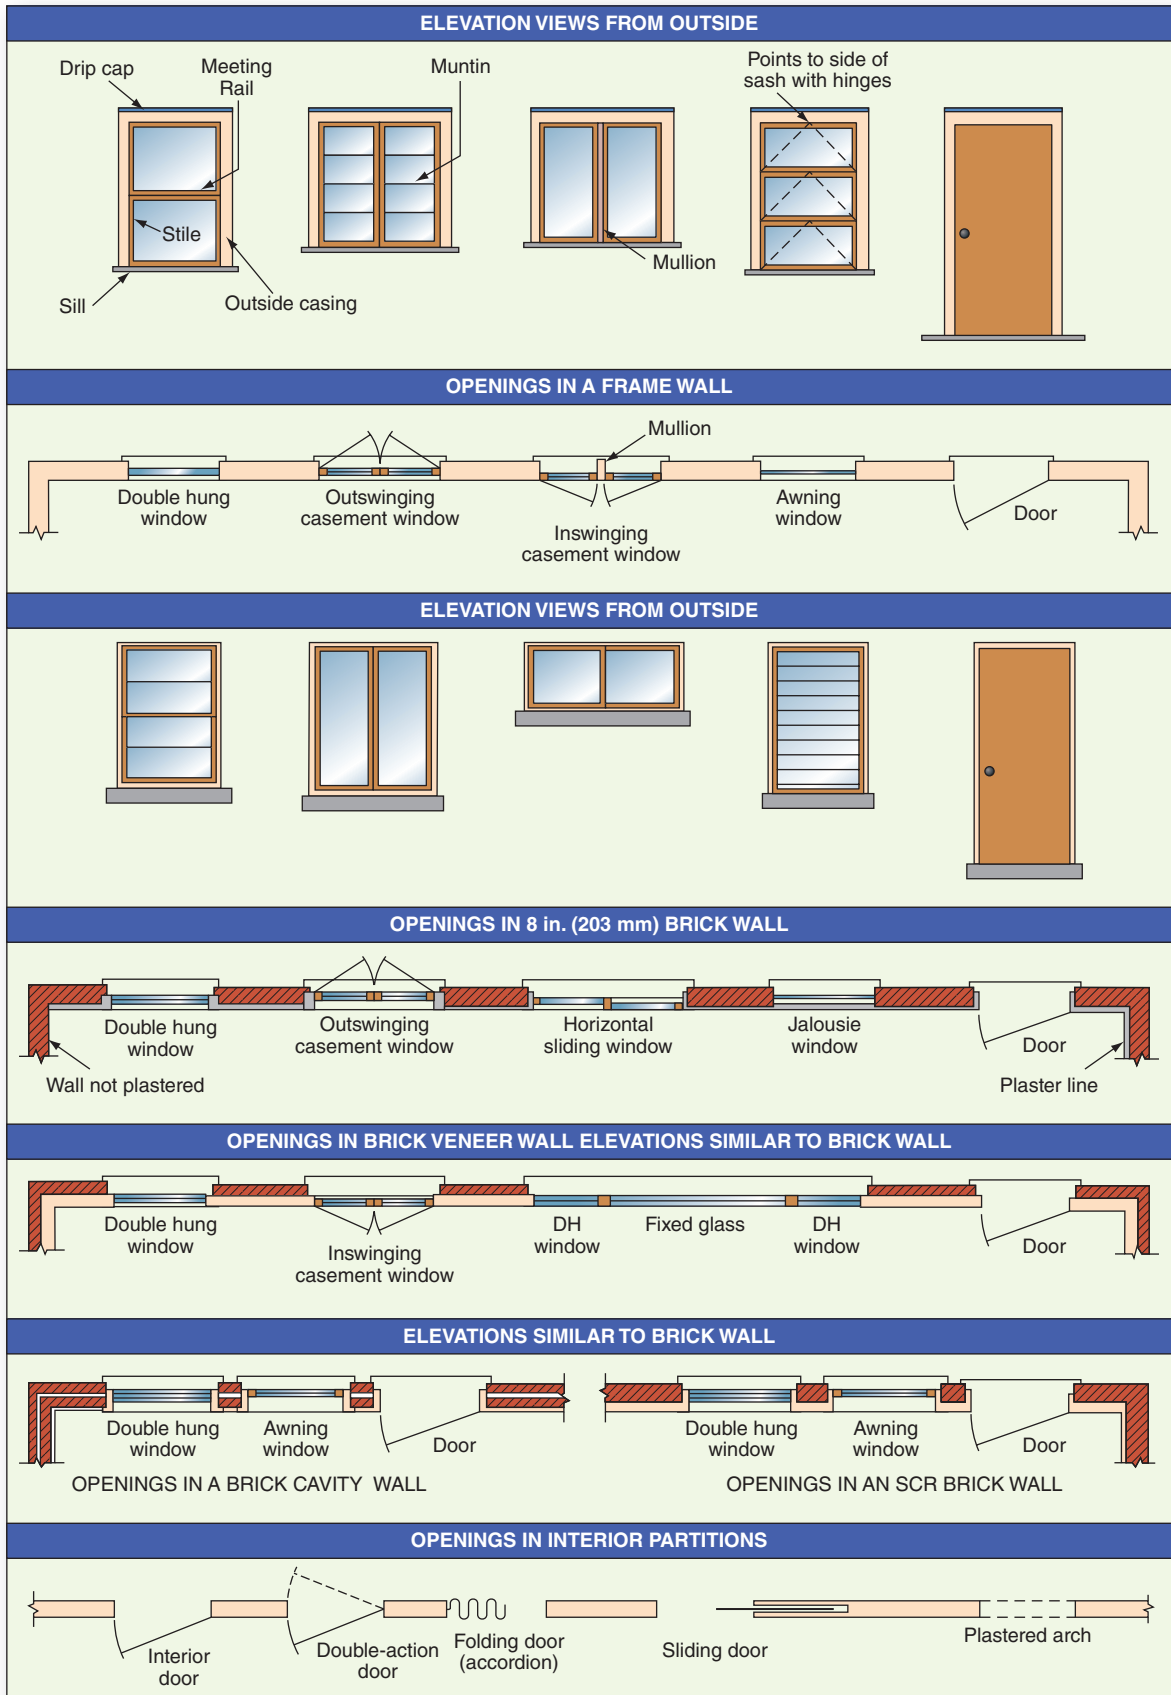 ELEVATION VIEWS FROM OUTSIDE
Drip cap
Meeting
Rail
Muntin
Points to side of
sash with hinges
Stile
Mullion
Sill
Outside casing
OPENINGS IN A FRAME WALL
Mullion
Double hung
window
Outswinging
casement window
Inswinging
casement window
Awning
window
Door
ELEVATION VIEWS FROM OUTSIDE
OPENINGS IN 8 in. (203 mm) BRICK WALL
Double hung
window
Outswinging
casement window
Horizontal
sliding window
Jalousie
window
Door
Wall not plastered
Plaster line
OPENINGS IN BRICK VENEER WALL ELEVATIONS SIMILAR TO BRICK WALL
Double hung
window
Inswinging
casement window
DH
window
Fixed glass
DH
window
Door
ELEVATIONS SIMILAR TO BRICK WALL
Double hung
window
Awning
window
Door
OPENINGS IN A BRICK CAVITY WALL
Double hung
window
Awning
window
Door
OPENINGS IN AN SCR BRICK WALL
OPENINGS IN INTERIOR PARTITIONS
Interior
door
Double-action
door
Folding door
(accordion)
Sliding door
Plastered arch